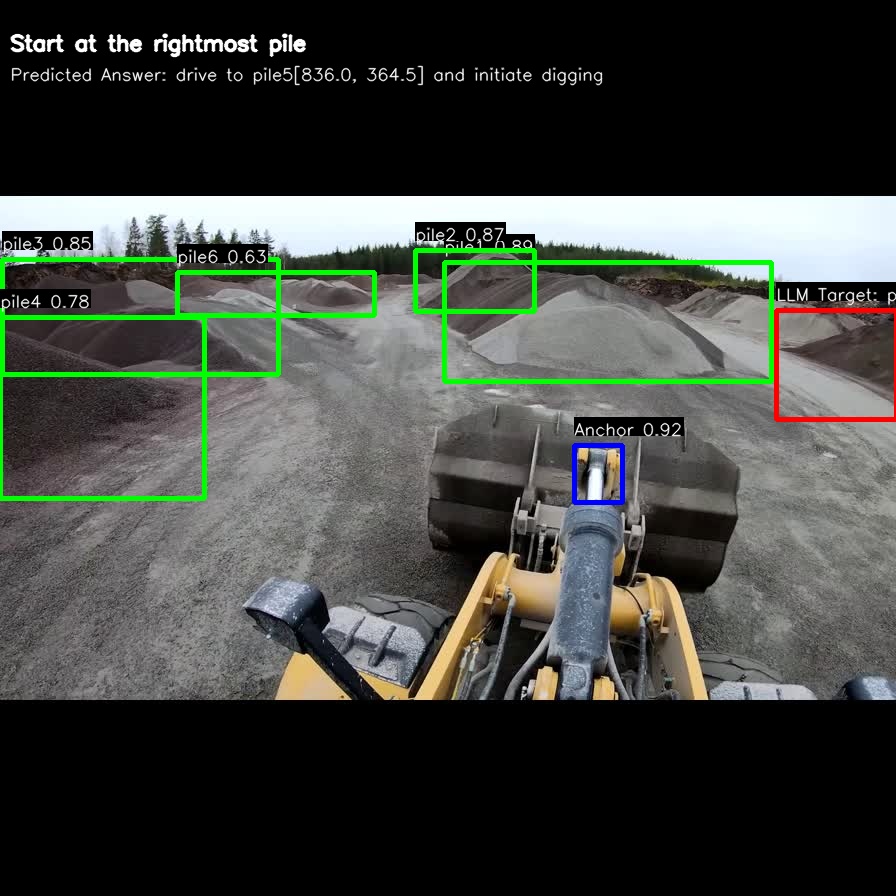 Start at the rightmost pile
Predicted Answer: drive to pile5[836.0, 364.5] and initiate digging
pile2 0.87
pile1 0.89
pile3 0.85
pile6 0.63
pile4 0.78
LLM Target: p
Anchor 0.92